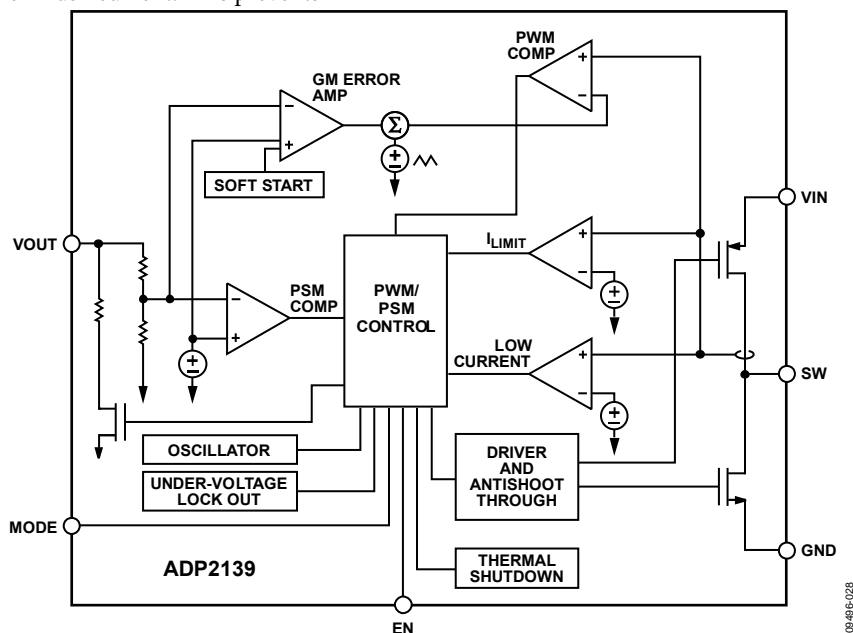 PWM
COMP
+
−
GM ERROR
AMP
−
+
Σ
+
−
SOFT START
VIN
VOUT
I LIMIT
+
−
+
−
PSM
COMP
−
+
+
−
PWM/
PSM
CONTROL
LOW
CURRENT
+
−
+
−
SW
OSCILLATOR
UNDER-VOLTAGE
LOCK OUT
DRIVER
AND
ANTISHOOT
THROUGH
MODE
GND
ADP2139
THERMAL
SHUTDOWN
EN
09496-028